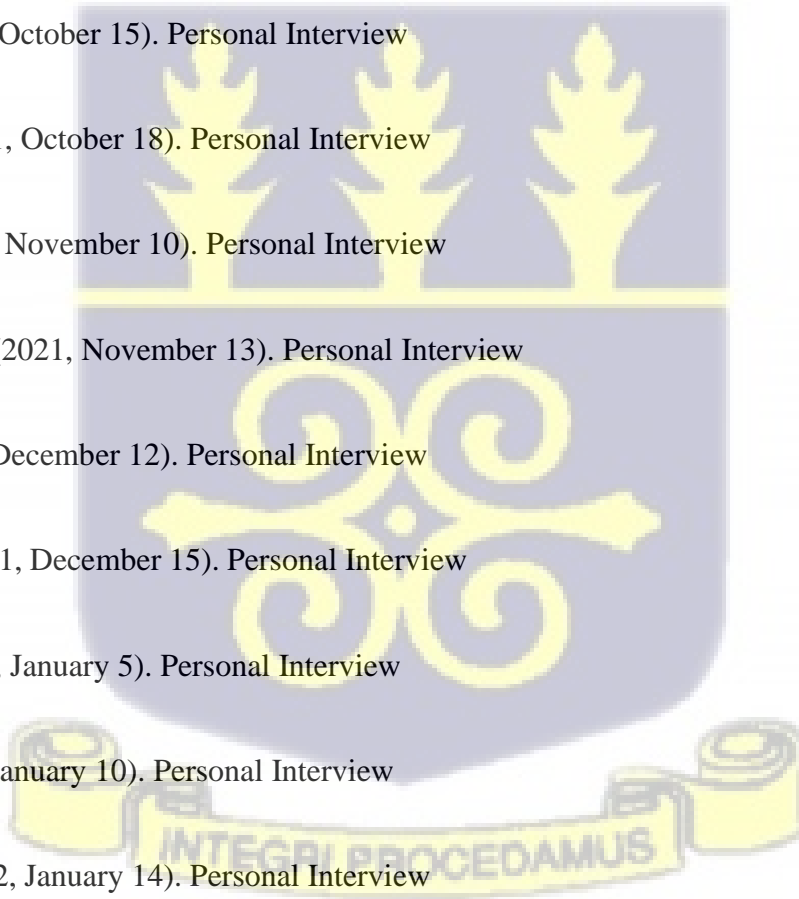 October 15). Personal Interview
, October 18). Personal Interview
November 10). Personal Interview
2021, November 13). Personal Interview
December 12). Personal Interview
1, December 15). Personal Interview
January 5). Personal Interview
anuary 10). Personal Interview
2, January 14). Personal Interview
INTEGRI PROCEDAMUS